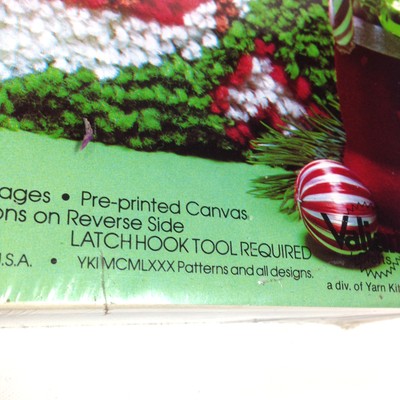 ages • Pre-printed Canvas
ons on Reverse Side
LATCH HOOK TOOL REQUIRED
.S.A. • YKI MCMLXXX Patterns and all designs.
a div. of Yarn Kit